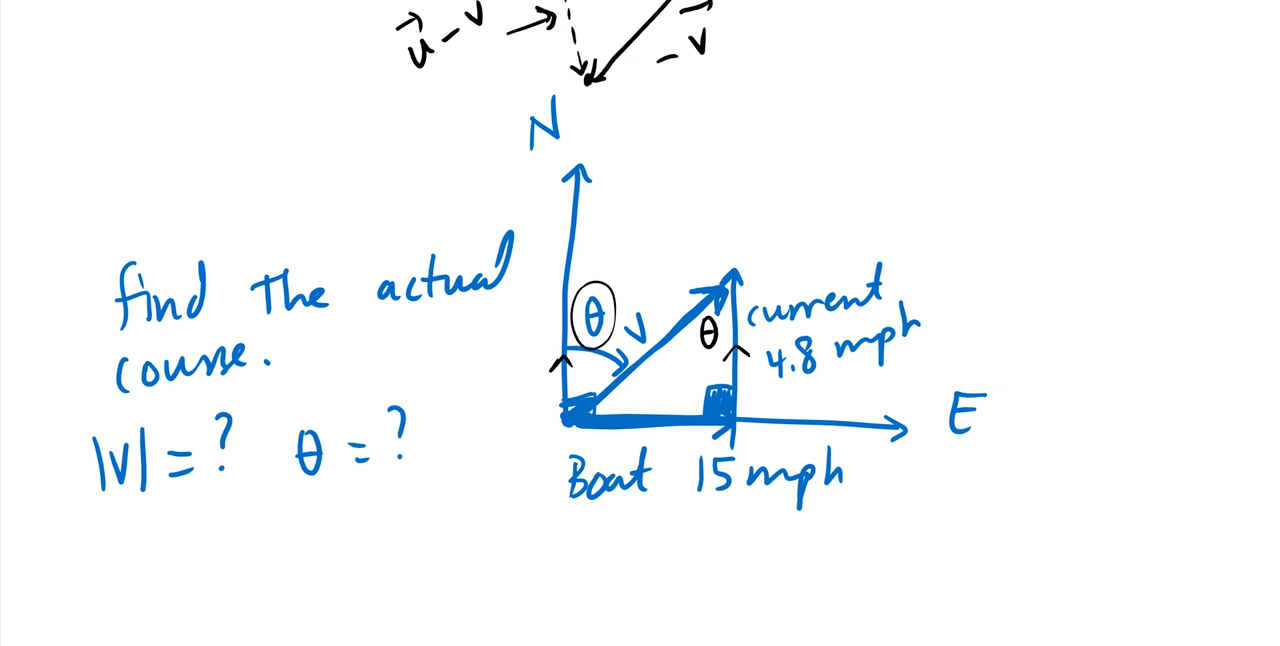 u - v
- v
N
find the actual
course.
|v| = ? θ = ?
θ
v
θ
current
4.8 mph
E
Boat 15 mph